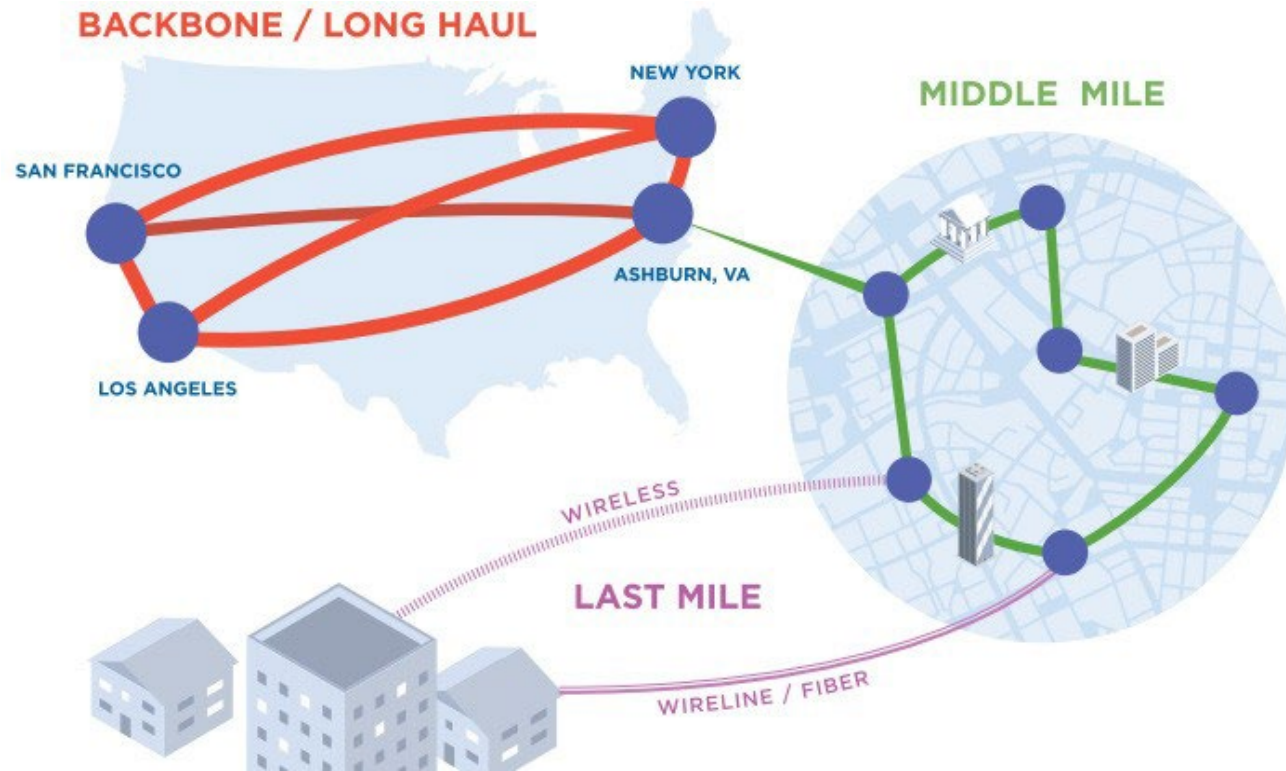 BACKBONE / LONG HAUL
NEW YORK
MIDDLE MILE
SAN FRANCISCO
ASHBURN, VA
LOS ANGELES
WIRELESS
LAST MILE
WIRELINE / FIBER